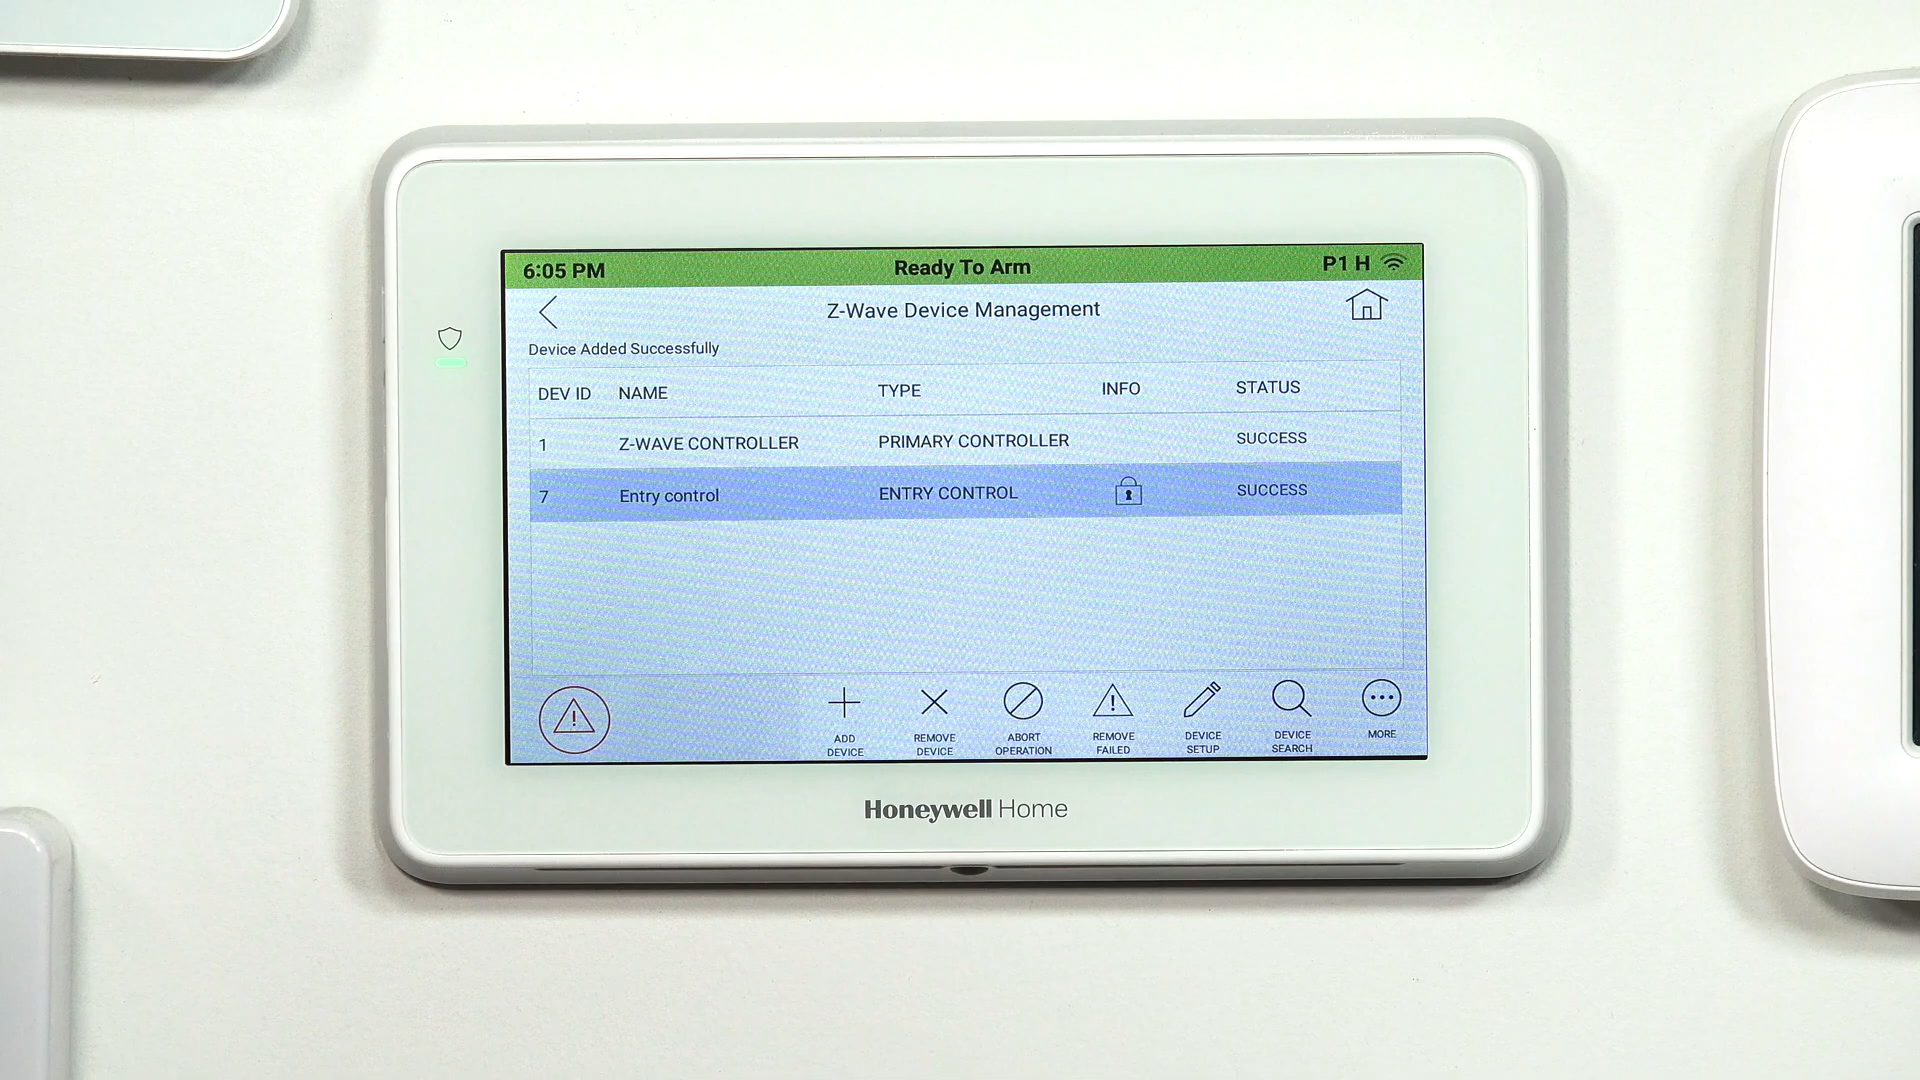 6:05 PM Ready To Arm P1 H
Z-Wave Device Management
Device Added Successfully
DEV ID NAME TYPE INFO STATUS
1 Z-WAVE CONTROLLER PRIMARY CONTROLLER SUCCESS
7 Entry control ENTRY CONTROL SUCCESS
ADD DEVICE
REMOVE DEVICE
ABORT OPERATION
REMOVE FAILED
DEVICE SETUP
DEVICE SEARCH
MORE
Honeywell Home